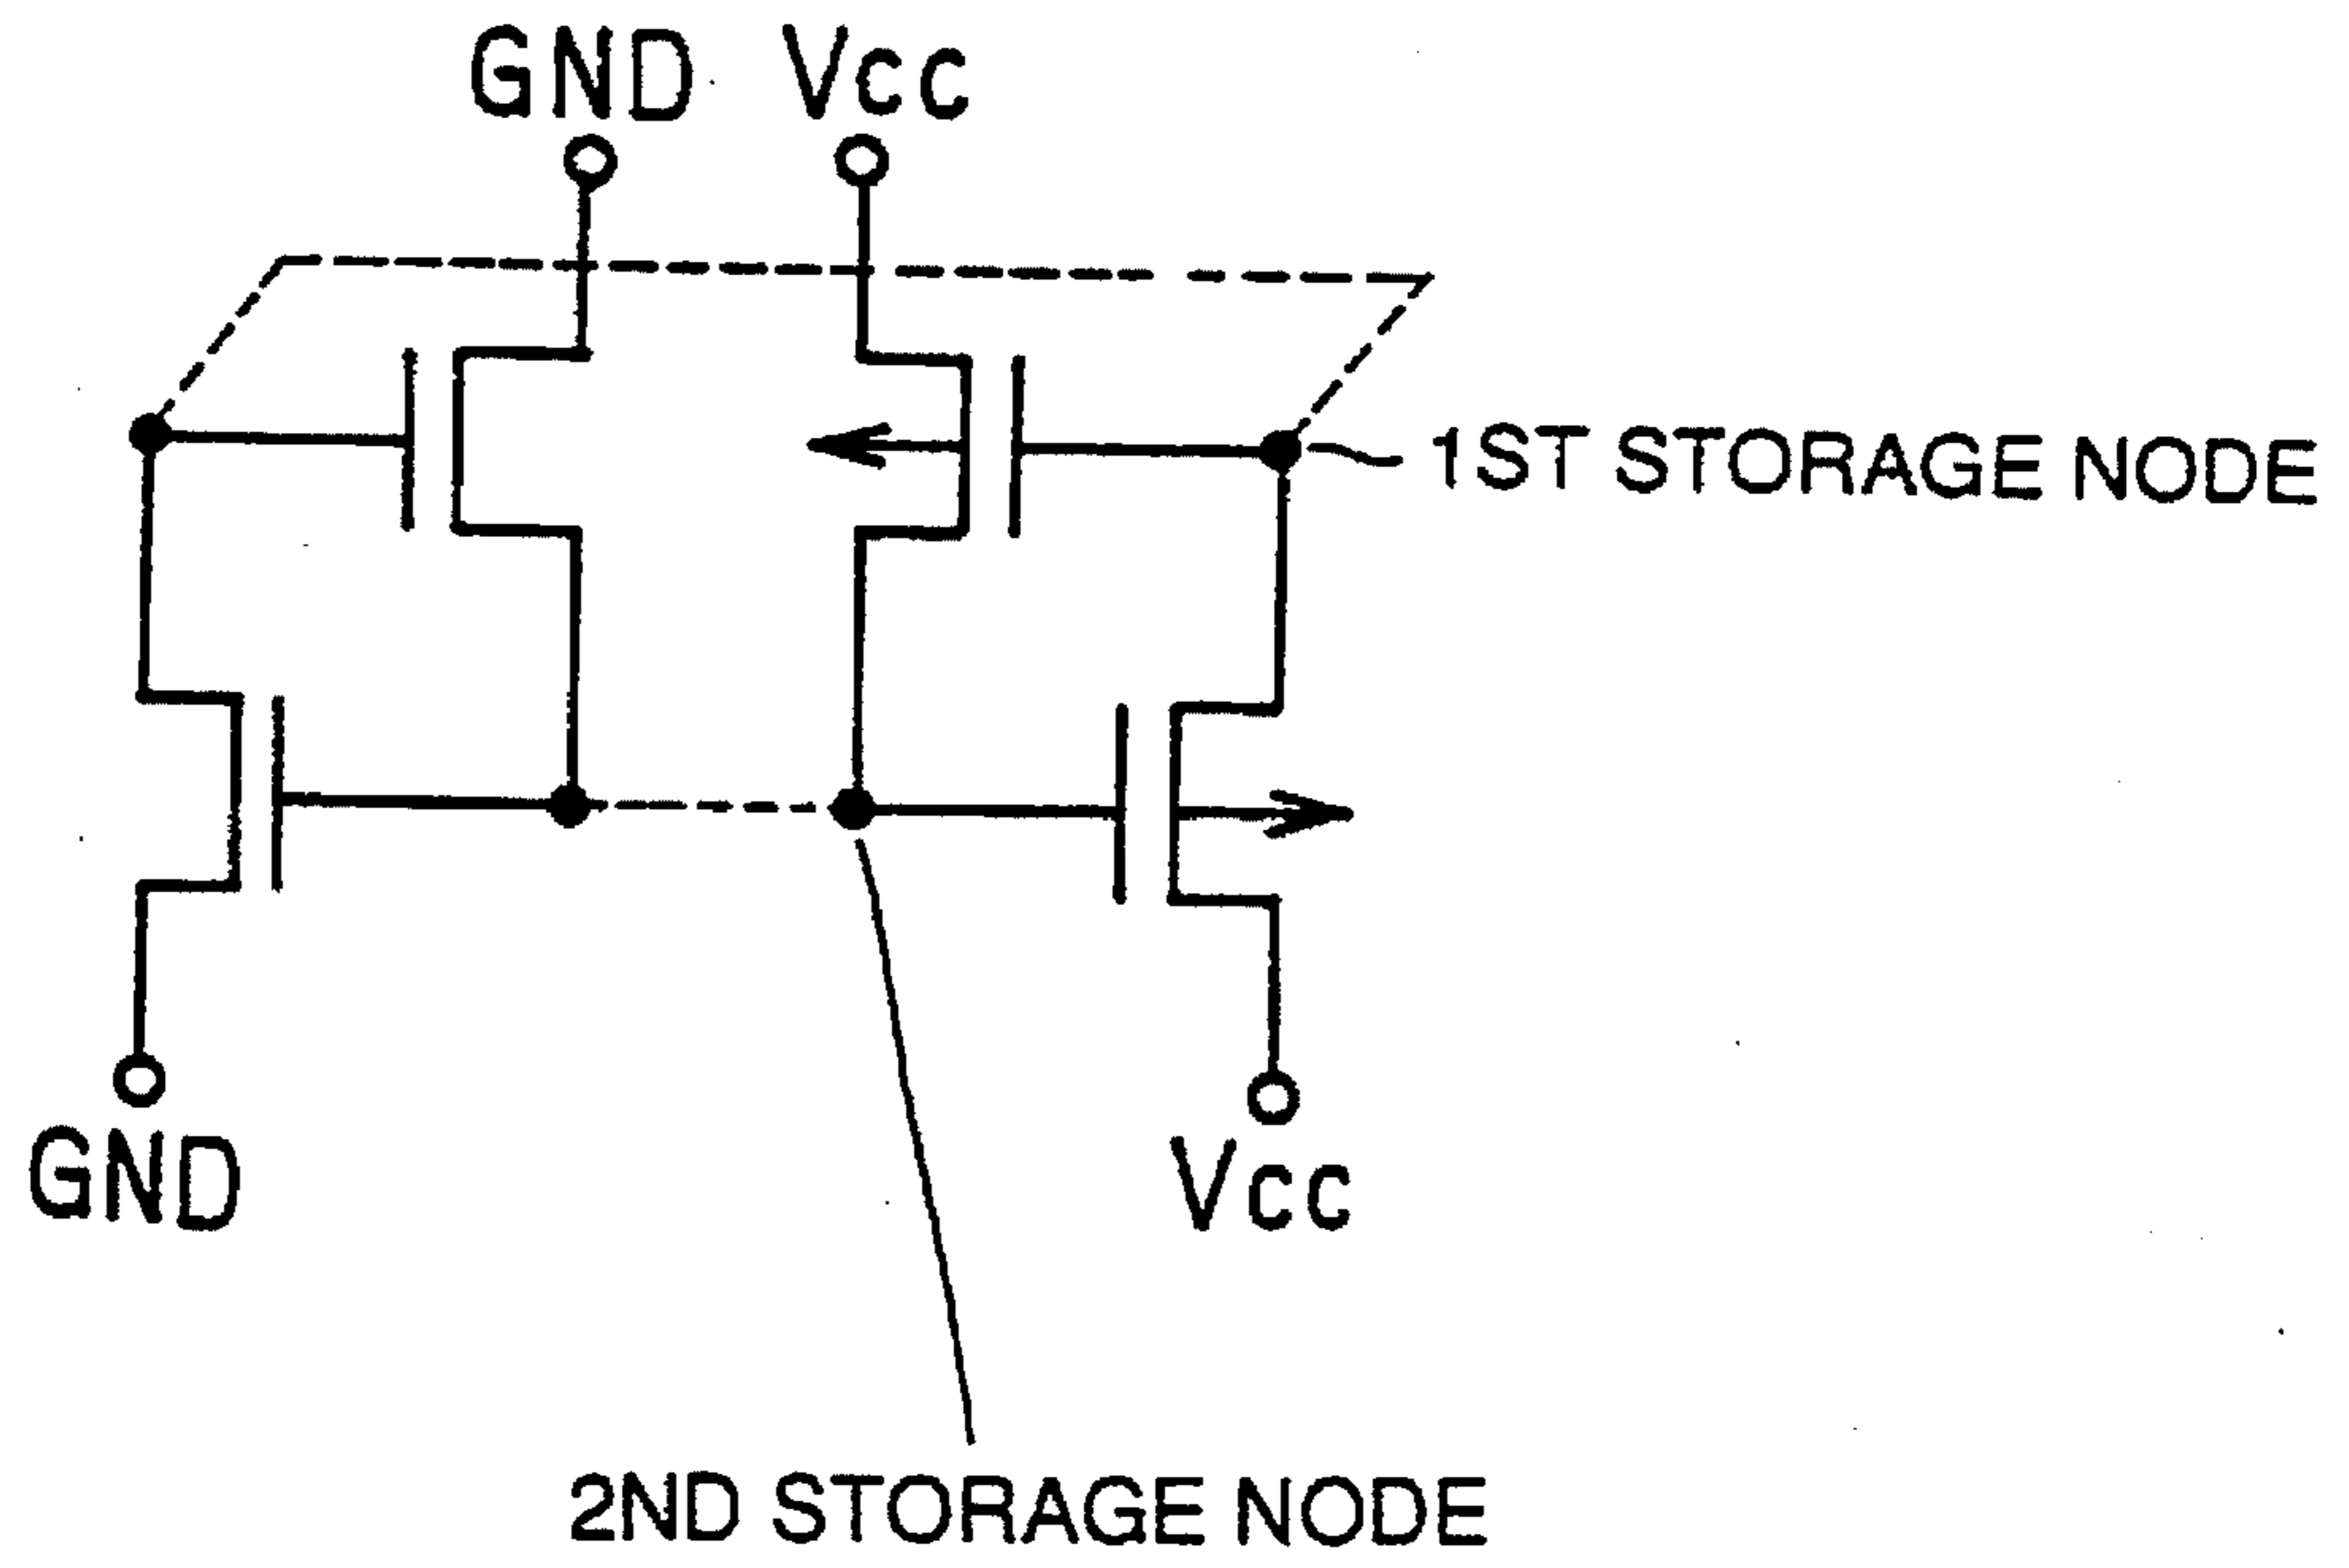 GND Vcc
1ST STORAGE NODE
GND
Vcc
2ND STORAGE NODE